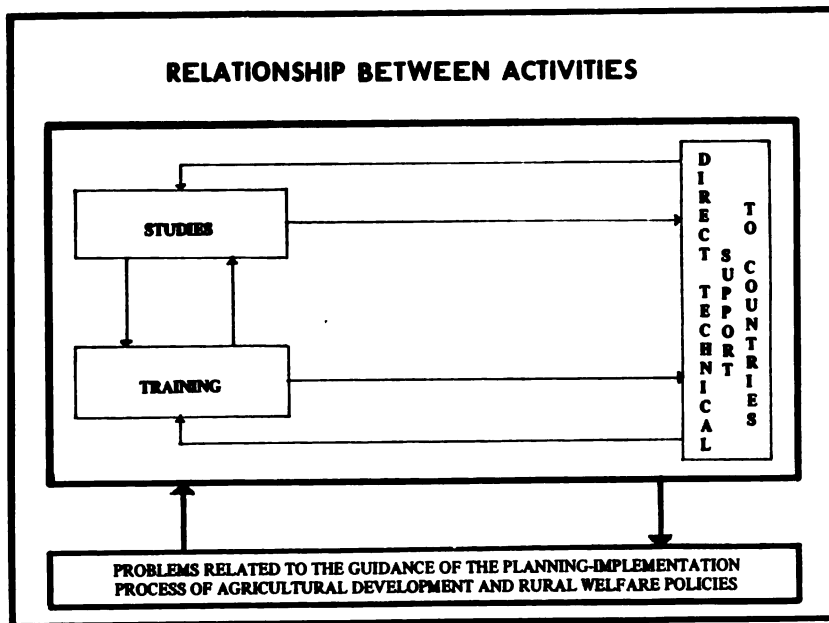 RELATIONSHIP BETWEEN ACTIVITIES
STUDIES
TRAINING
DIRECT TECHNICAL
SUPPORT
TO COUNTRIES
PROBLEMS RELATED TO THE GUIDANCE OF THE PLANNING-IMPLEMENTATION
PROCESS OF AGRICULTURAL DEVELOPMENT AND RURAL WELFARE POLICIES